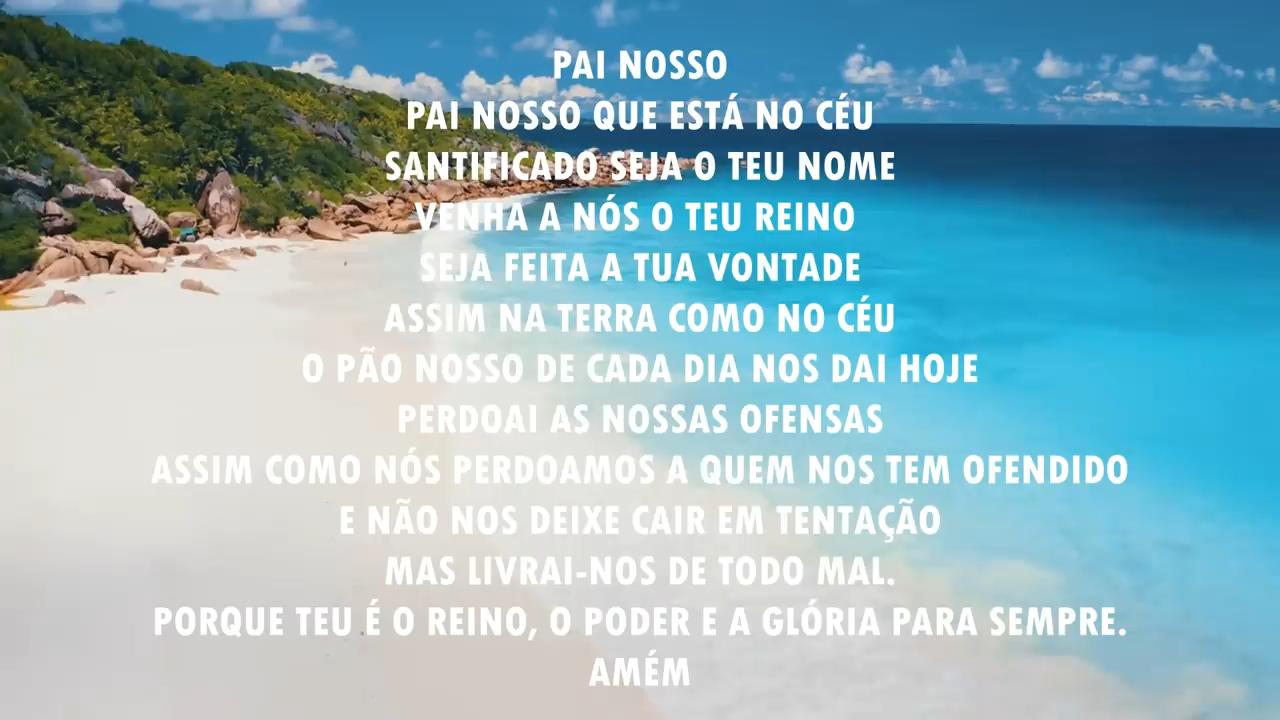 PAI NOSSO
PAI NOSSO QUE ESTÁ NO CÉU
SANTIFICADO SEJA O TEU NOME
VENHA A NÓS O TEU REINO
SEJA FEITA A TUA VONTADE
ASSIM NA TERRA COMO NO CÉU
O PÃO NOSSO DE CADA DIA NOS DAI HOJE
PERDOAI AS NOSSAS OFENSAS
ASSIM COMO NÓS PERDOAMOS A QUEM NOS TEM OFENDIDO
E NÃO NOS DEIXE CAIR EM TENTAÇÃO
MAS LIVRAI-NOS DE TODO MAL.
PORQUE TEU É O REINO, O PODER E A GLÓRIA PARA SEMPRE.
AMÉM